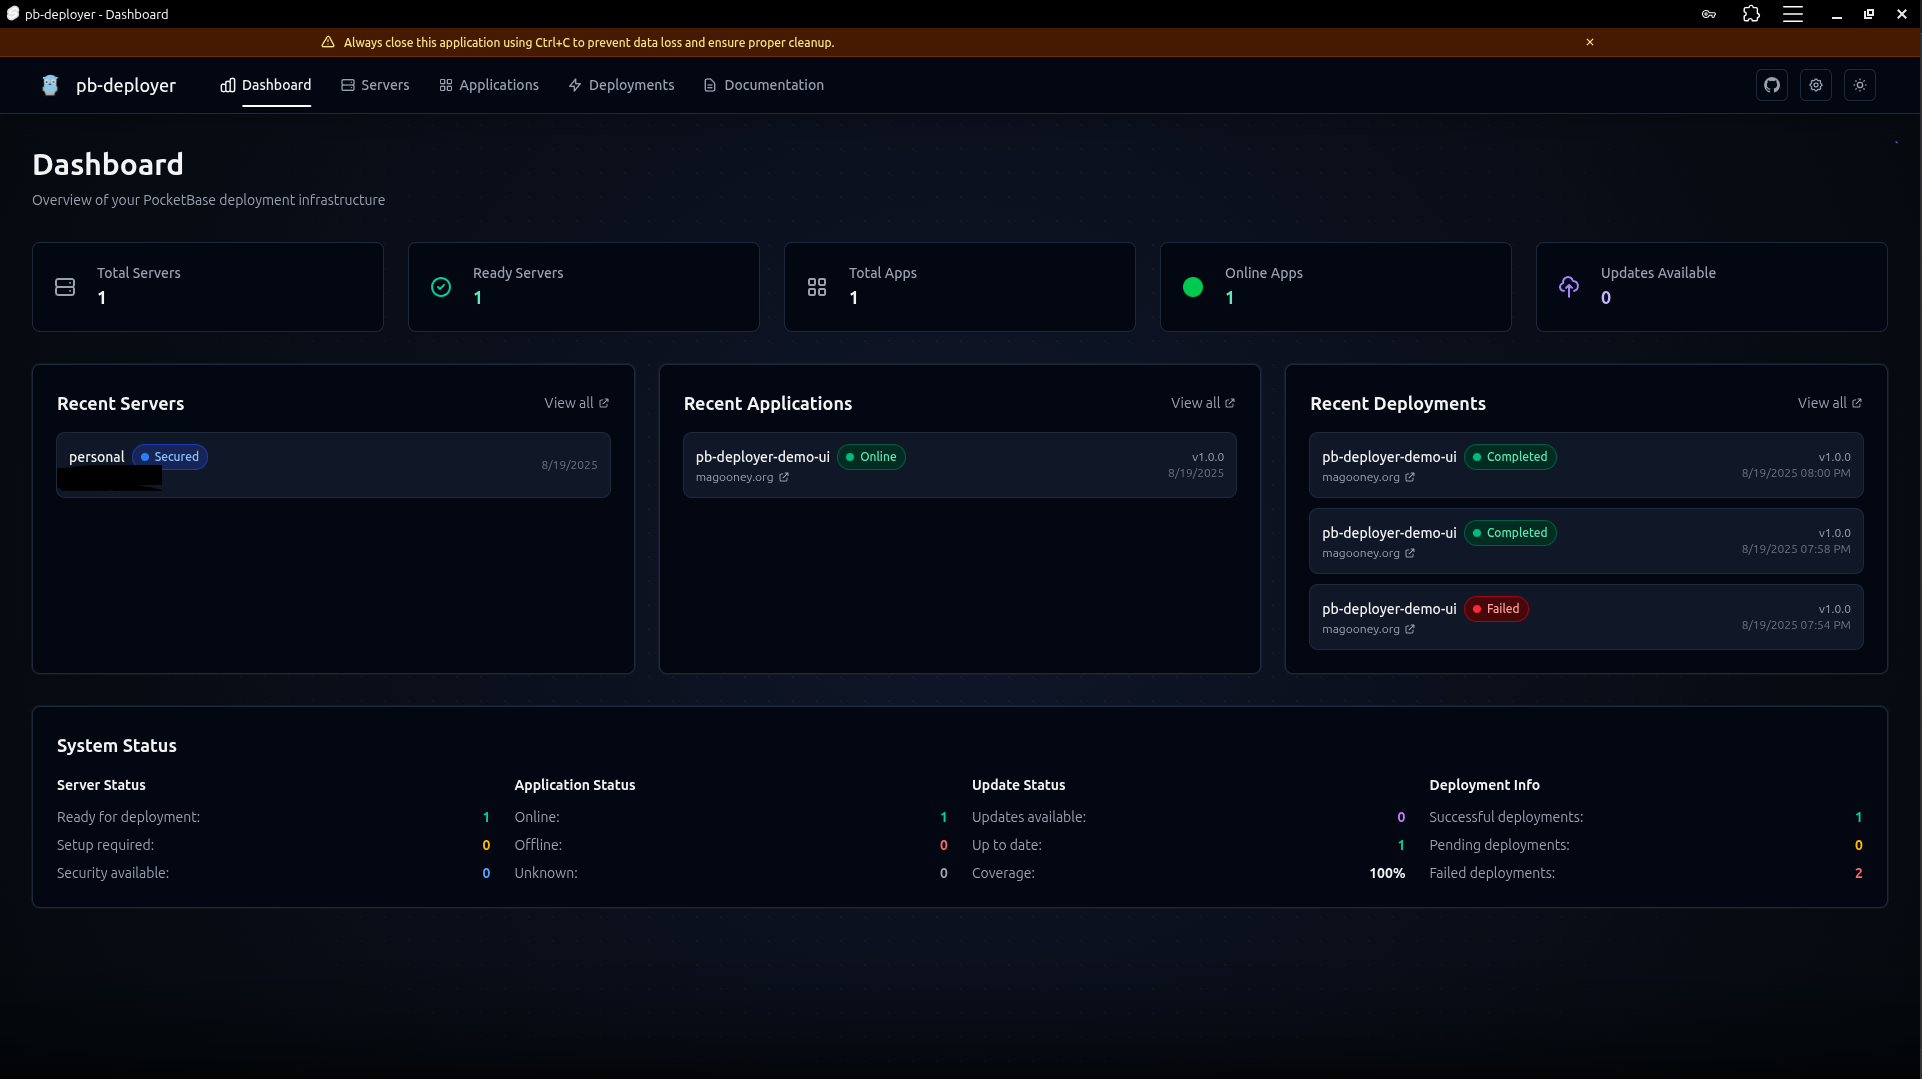 pb-deployer - Dashboard
Always close this application using Ctrl+C to prevent data loss and ensure proper cleanup.
pb-deployer
Dashboard
Servers
Applications
Deployments
Documentation
Dashboard
Overview of your PocketBase deployment infrastructure
Total Servers
1
Ready Servers
1
Total Apps
1
Online Apps
1
Updates Available
0
Recent Servers
View all
personal
Secured
8/19/2025
Recent Applications
View all
pb-deployer-demo-ui
Online
v1.0.0
magooney.org
8/19/2025
Recent Deployments
View all
pb-deployer-demo-ui
Completed
v1.0.0
magooney.org
8/19/2025 08:00 PM
pb-deployer-demo-ui
Completed
v1.0.0
magooney.org
8/19/2025 07:58 PM
pb-deployer-demo-ui
Failed
v1.0.0
magooney.org
8/19/2025 07:54 PM
System Status
Server Status
Ready for deployment: 1
Setup required: 0
Security available: 0
Application Status
Online: 1
Offline: 0
Unknown: 0
Update Status
Updates available: 0
Up to date: 1
Coverage: 100%
Deployment Info
Successful deployments: 1
Pending deployments: 0
Failed deployments: 2